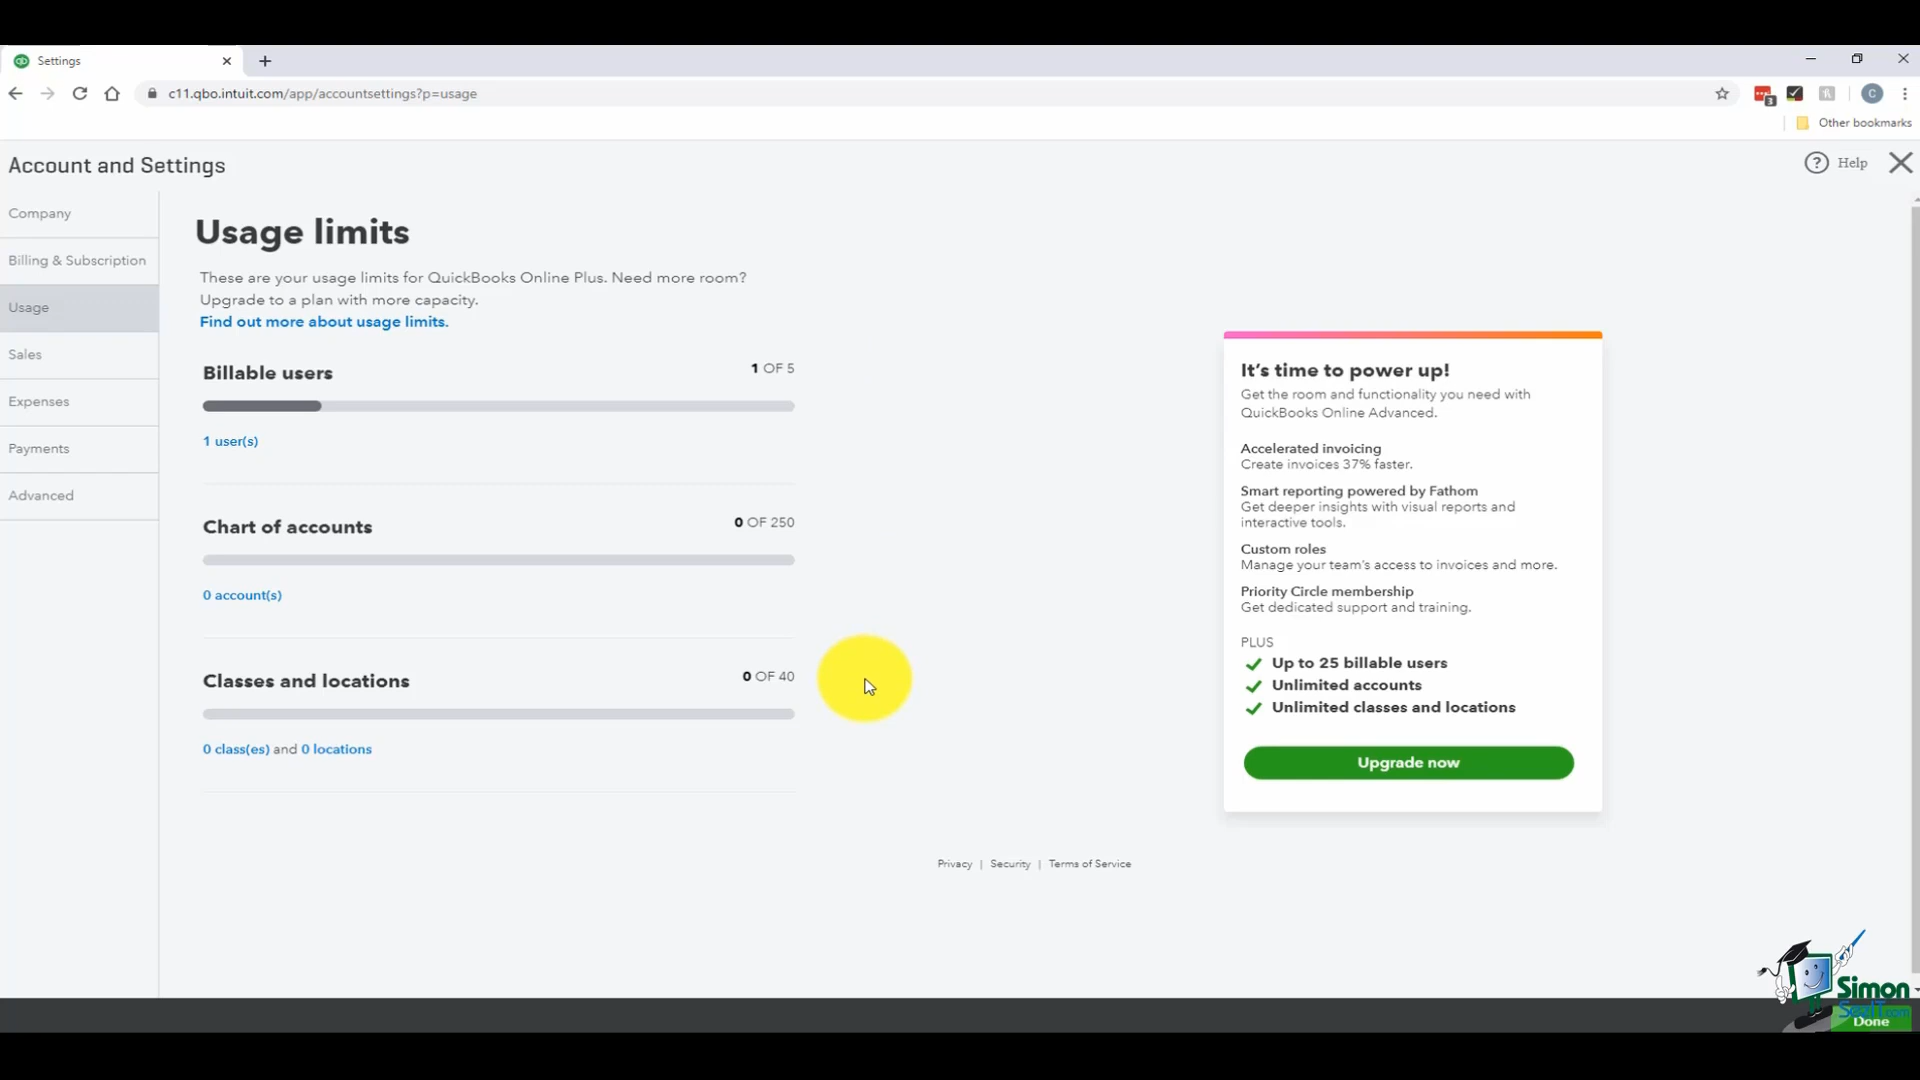 Settings
c11.qbo.intuit.com/app/accountsettings?p=usage
3
C
Other bookmarks
Account and Settings
? Help
Company
Billing & Subscription
Usage
Sales
Expenses
Payments
Advanced
Usage limits
These are your usage limits for QuickBooks Online Plus. Need more room?
Upgrade to a plan with more capacity.
Find out more about usage limits.
Billable users
1 OF 5
1 user(s)
Chart of accounts
0 OF 250
0 account(s)
Classes and locations
0 OF 40
0 class(es) and 0 locations
It's time to power up!
Get the room and functionality you need with
QuickBooks Online Advanced.
Accelerated invoicing
Create invoices 37% faster.
Smart reporting powered by Fathom
Get deeper insights with visual reports and
interactive tools.
Custom roles
Manage your team's access to invoices and more.
Priority Circle membership
Get dedicated support and training.
PLUS
Up to 25 billable users
Unlimited accounts
Unlimited classes and locations
Upgrade now
Privacy | Security | Terms of Service
Simon
SezIT.com
Done